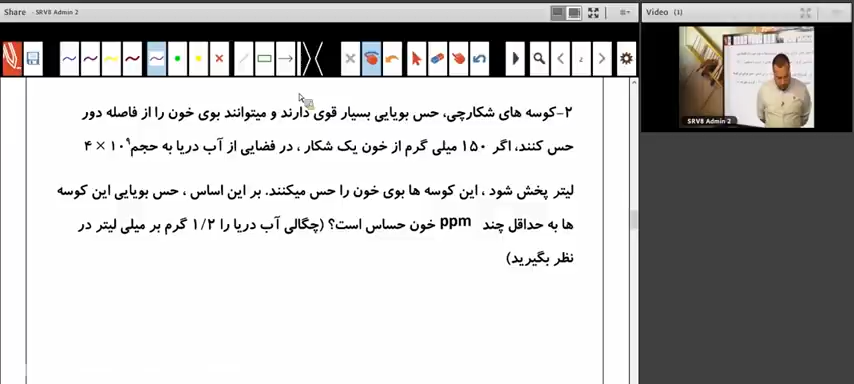 Share - SRV8 Admin 2
Video (1)
۲-کوسه های شکارچی، حس بویایی بسیار قوی دارند و میتوانند بوی خون را از فاصله دور
حس کنند، اگر ۱۵۰ میلی گرم از خون یک شکار ، در فضایی از آب دریا به حجم ۴ × ۱۰⁹
لیتر پخش شود ، این کوسه ها بوی خون را حس میکنند. بر این اساس ، حس بویایی این کوسه
ها به حداقل چند ppm خون حساس است؟ (چگالی آب دریا را ۱/۲ گرم بر میلی لیتر در
نظر بگیرید)
SRV8 Admin 2